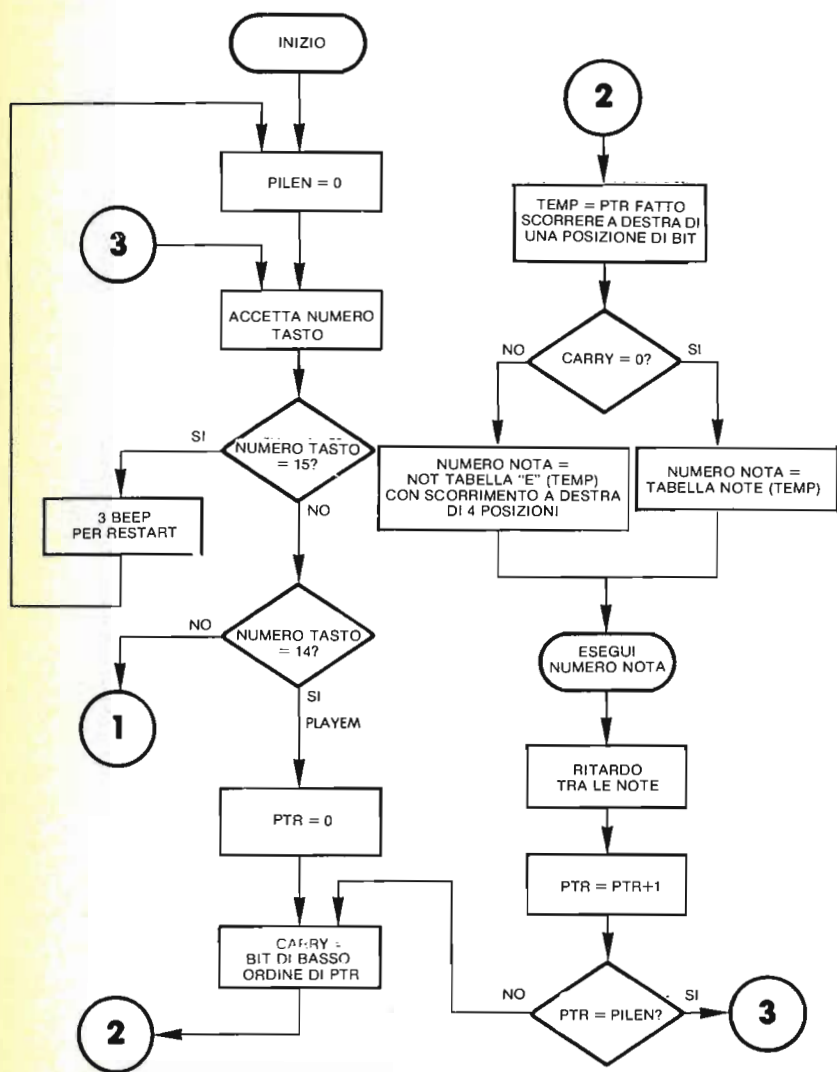 INIZIO
PILEN = 0
3
ACCETTA NUMERO
TASTO
SI
NUMERO TASTO
= 15?
NO
3 BEEP
PER RESTART
NO
NUMERO TASTO
= 14?
SI
PLAYEM
1
PTR = 0
CARRY =
BIT DI BASSO
ORDINE DI PTR
2
2
TEMP = PTR FATTO
SCORRERE A DESTRA DI
UNA POSIZIONE DI BIT
NO
CARRY = 0?
SI
NUMERO NOTA =
NOT TABELLA "E" (TEMP)
CON SCORRIMENTO A DESTRA
DI 4 POSIZIONI
NUMERO NOTA =
TABELLA NOTE (TEMP)
ESEGUI
NUMERO NOTA
RITARDO
TRA LE NOTE
PTR = PTR+1
NO
PTR = PILEN?
SI
3